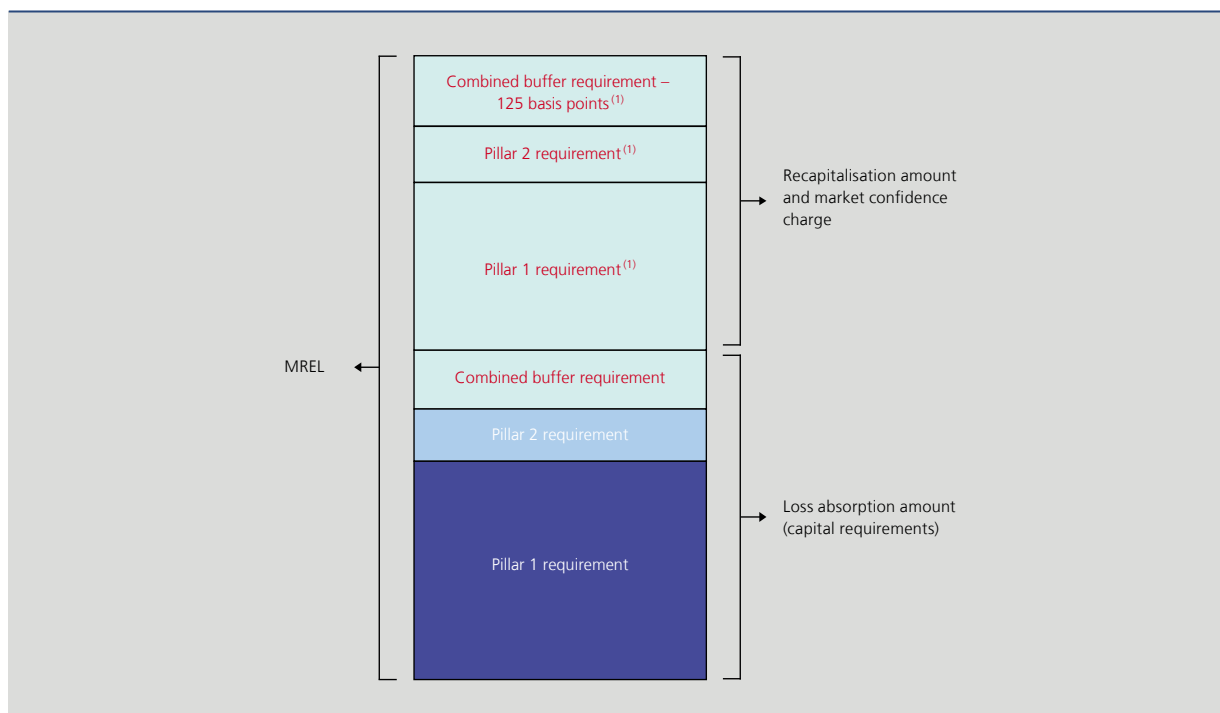 Combined buffer requirement –
125 basis points(1)
Pillar 2 requirement(1)
Pillar 1 requirement(1)
Recapitalisation amount
and market confidence
charge
MREL
Combined buffer requirement
Pillar 2 requirement
Pillar 1 requirement
Loss absorption amount
(capital requirements)